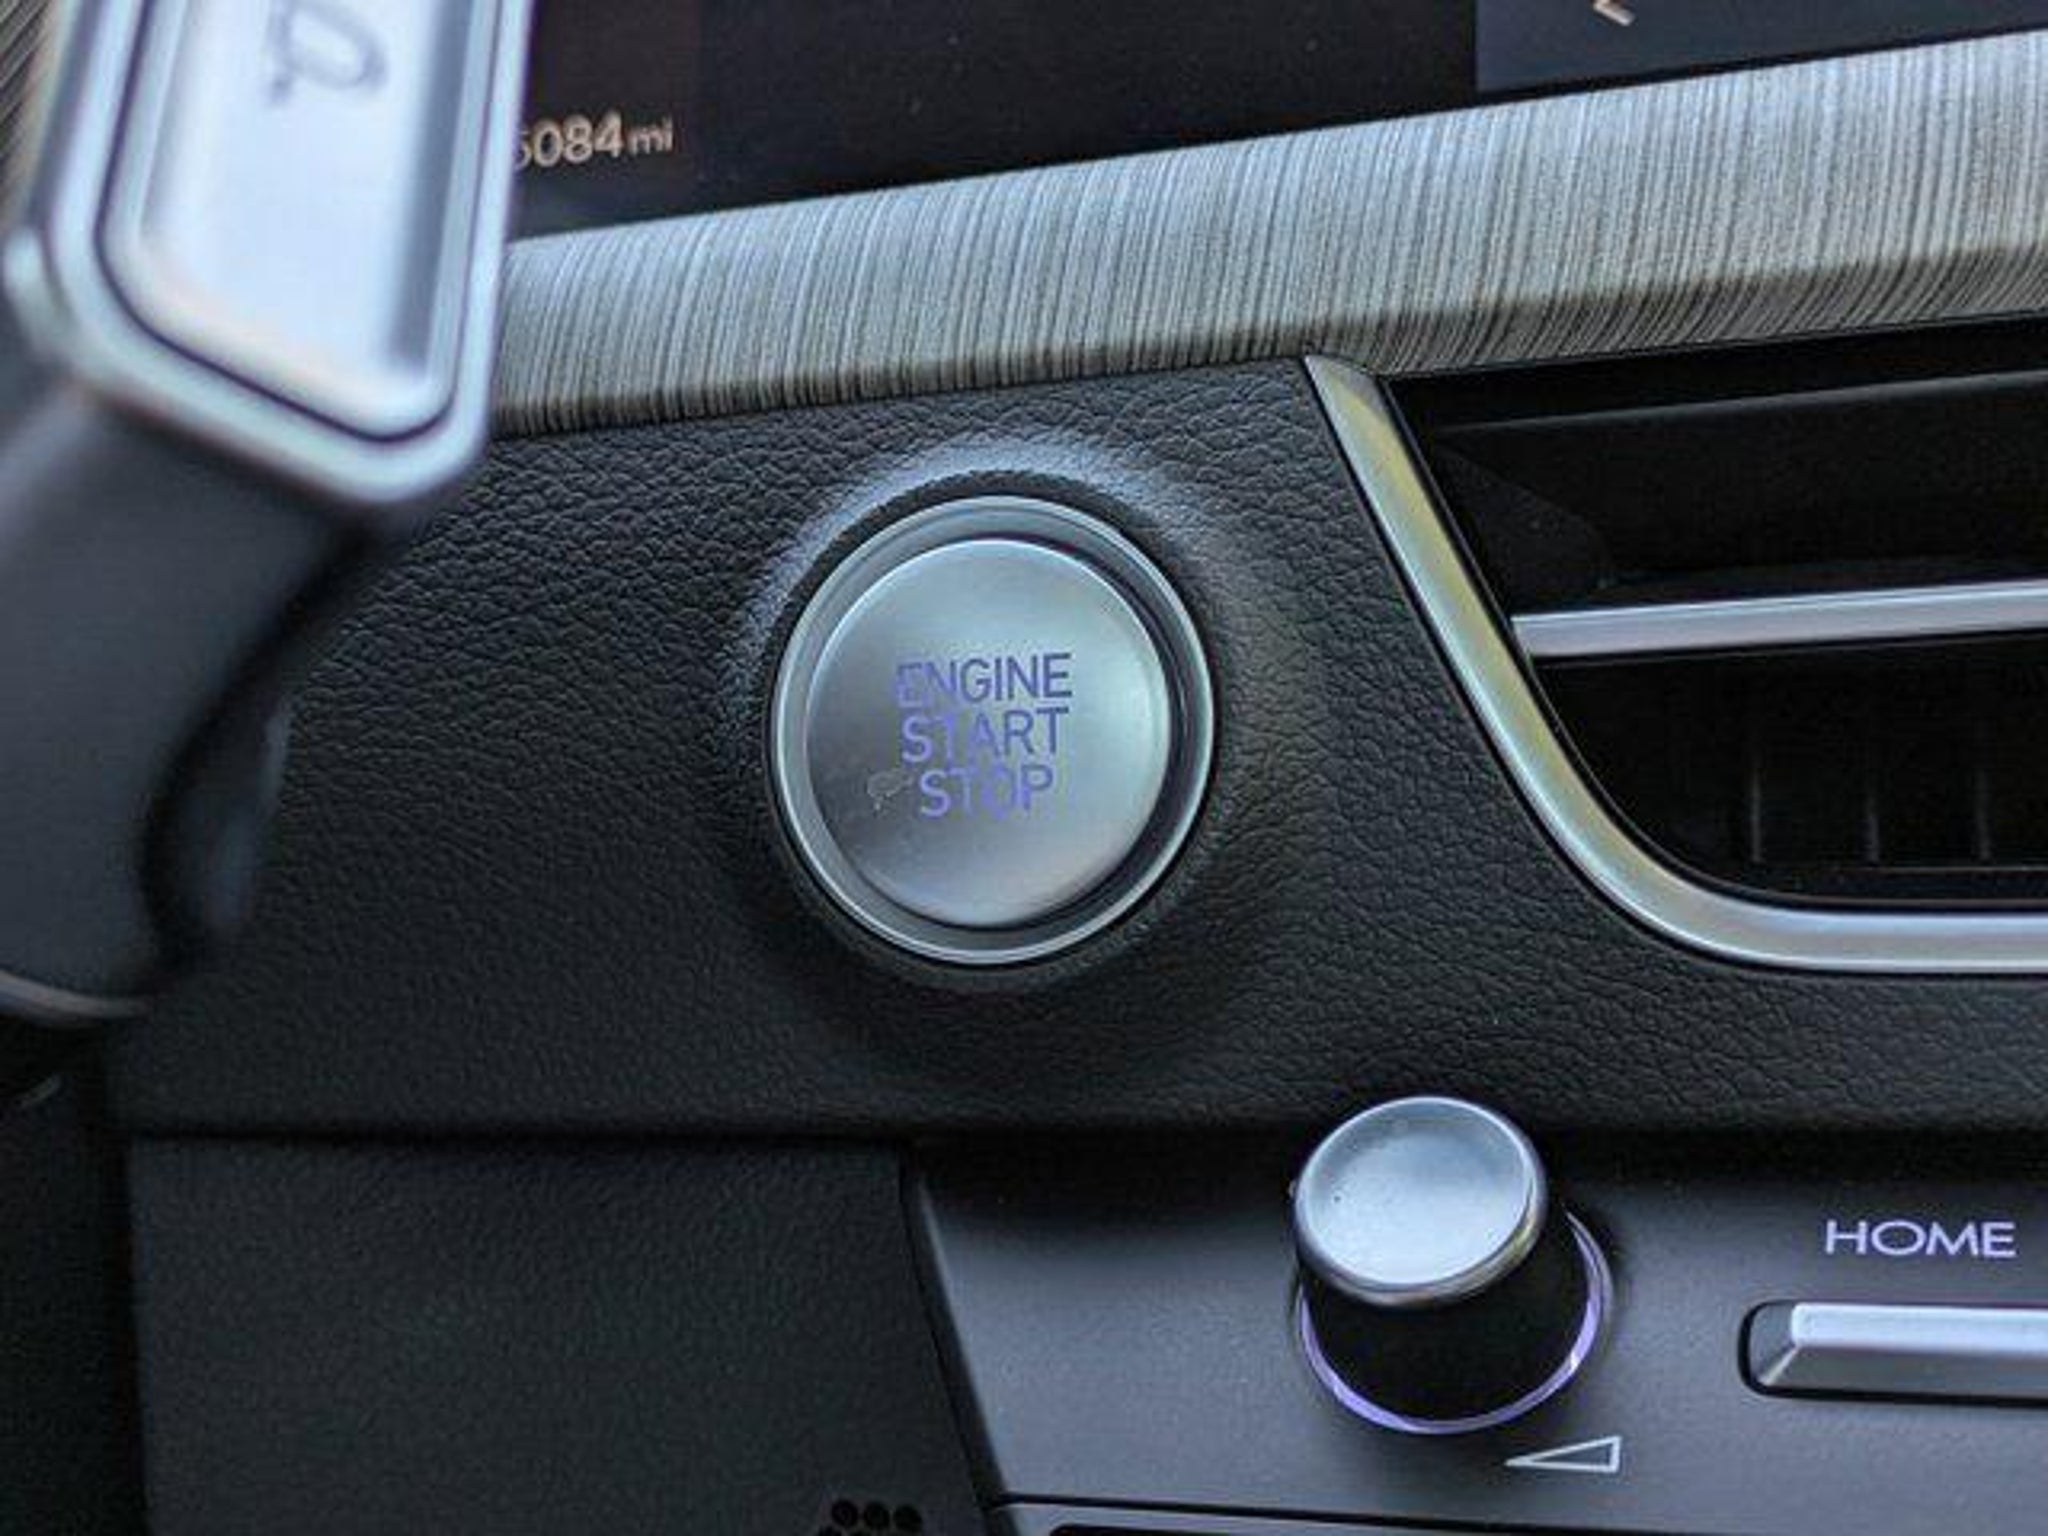 5084mi
ENGINE
START
STOP
HOME